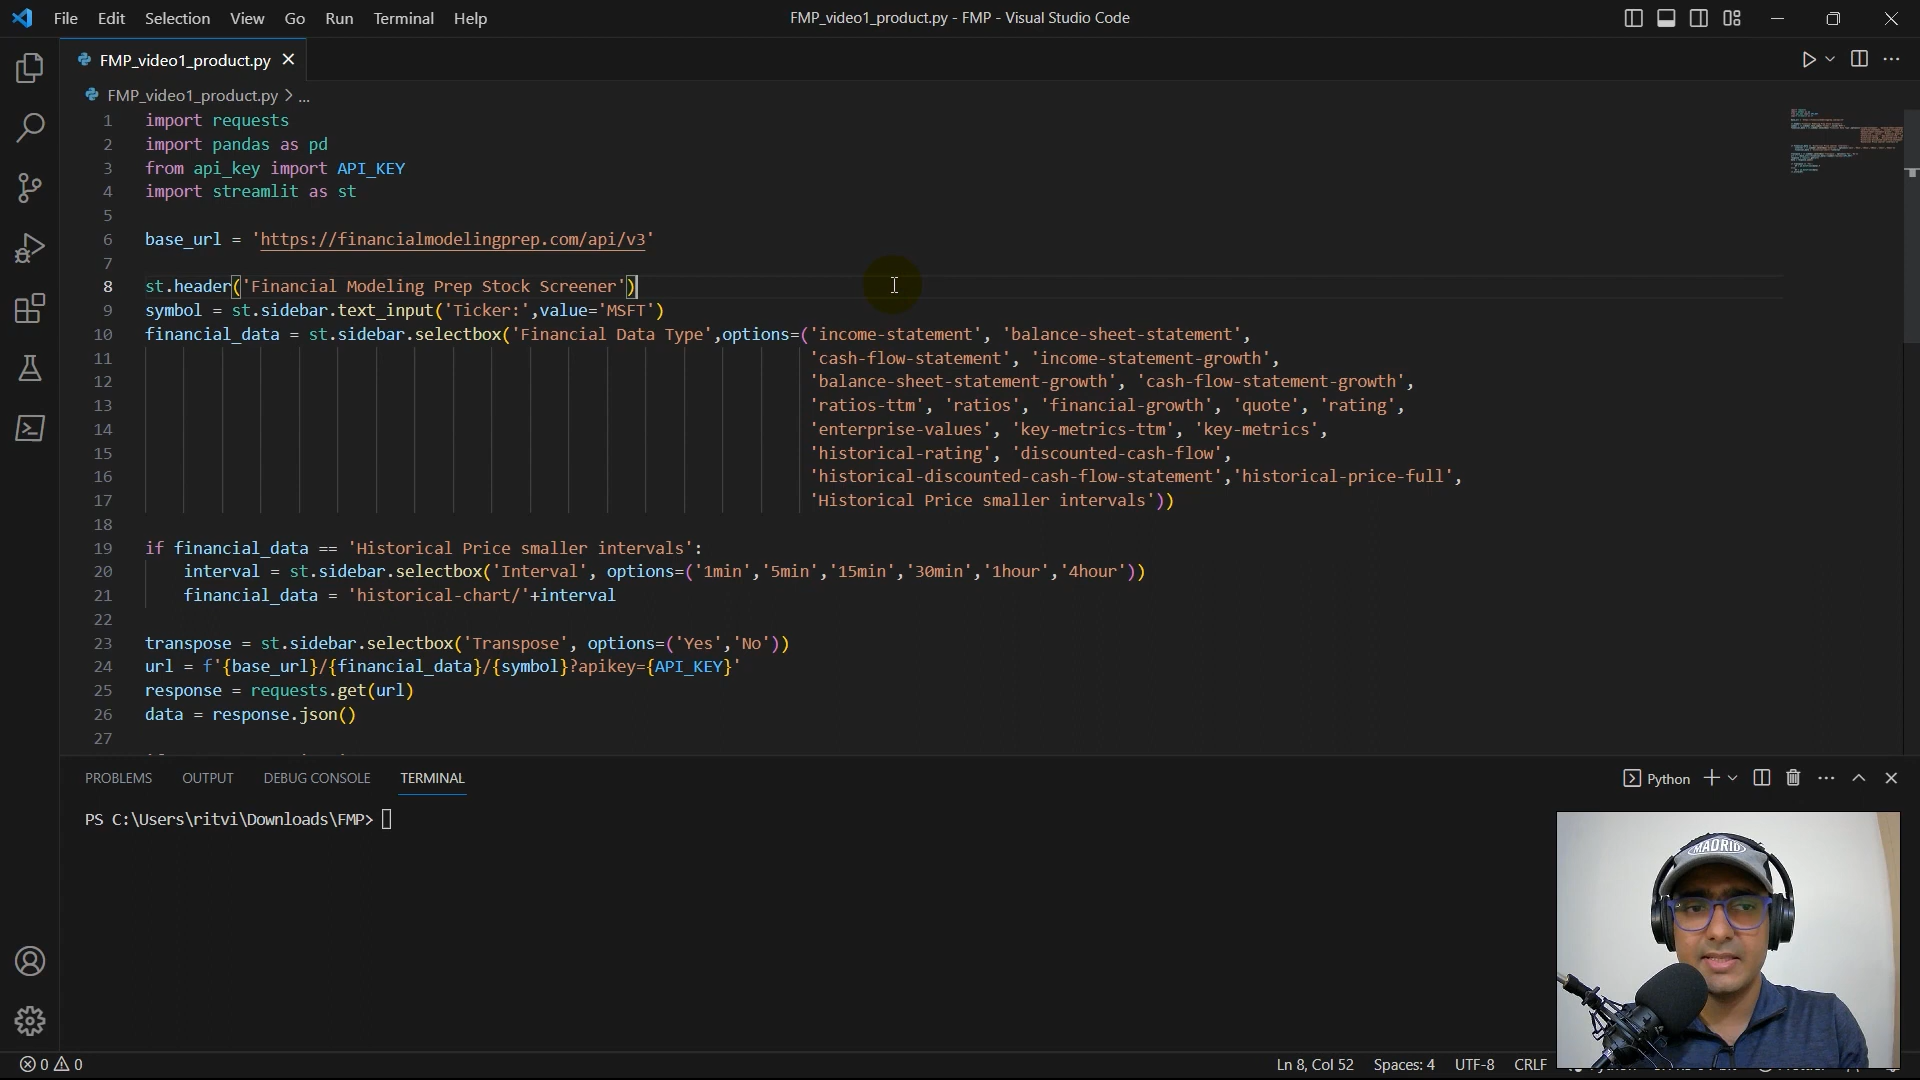 File Edit Selection View Go Run Terminal Help
FMP_video1_product.py - FMP - Visual Studio Code
FMP_video1_product.py
FMP_video1_product.py > ...
1 import requests
2 import pandas as pd
3 from api_key import API_KEY
4 import streamlit as st
5
6 base_url = 'https://financialmodelingprep.com/api/v3'
7
8 st.header('Financial Modeling Prep Stock Screener')
9 symbol = st.sidebar.text_input('Ticker:',value='MSFT')
10 financial_data = st.sidebar.selectbox('Financial Data Type',options=('income-statement', 'balance-sheet-statement',
11 'cash-flow-statement', 'income-statement-growth',
12 'balance-sheet-statement-growth', 'cash-flow-statement-growth',
13 'ratios-ttm', 'ratios', 'financial-growth', 'quote', 'rating',
14 'enterprise-values', 'key-metrics-ttm', 'key-metrics',
15 'historical-rating', 'discounted-cash-flow',
16 'historical-discounted-cash-flow-statement','historical-price-full',
17 'Historical Price smaller intervals'))
18
19 if financial_data == 'Historical Price smaller intervals':
20 interval = st.sidebar.selectbox('Interval', options=('1min','5min','15min','30min','1hour','4hour'))
21 financial_data = 'historical-chart/'+interval
22
23 transpose = st.sidebar.selectbox('Transpose', options=('Yes','No'))
24 url = f'{base_url}/{financial_data}/{symbol}?apikey={API_KEY}'
25 response = requests.get(url)
26 data = response.json()
27
PROBLEMS OUTPUT DEBUG CONSOLE TERMINAL
Python
PS C:\Users\ritvi\Downloads\FMP>
MADRID
0 0
Ln 8, Col 52 Spaces: 4 UTF-8 CRLF